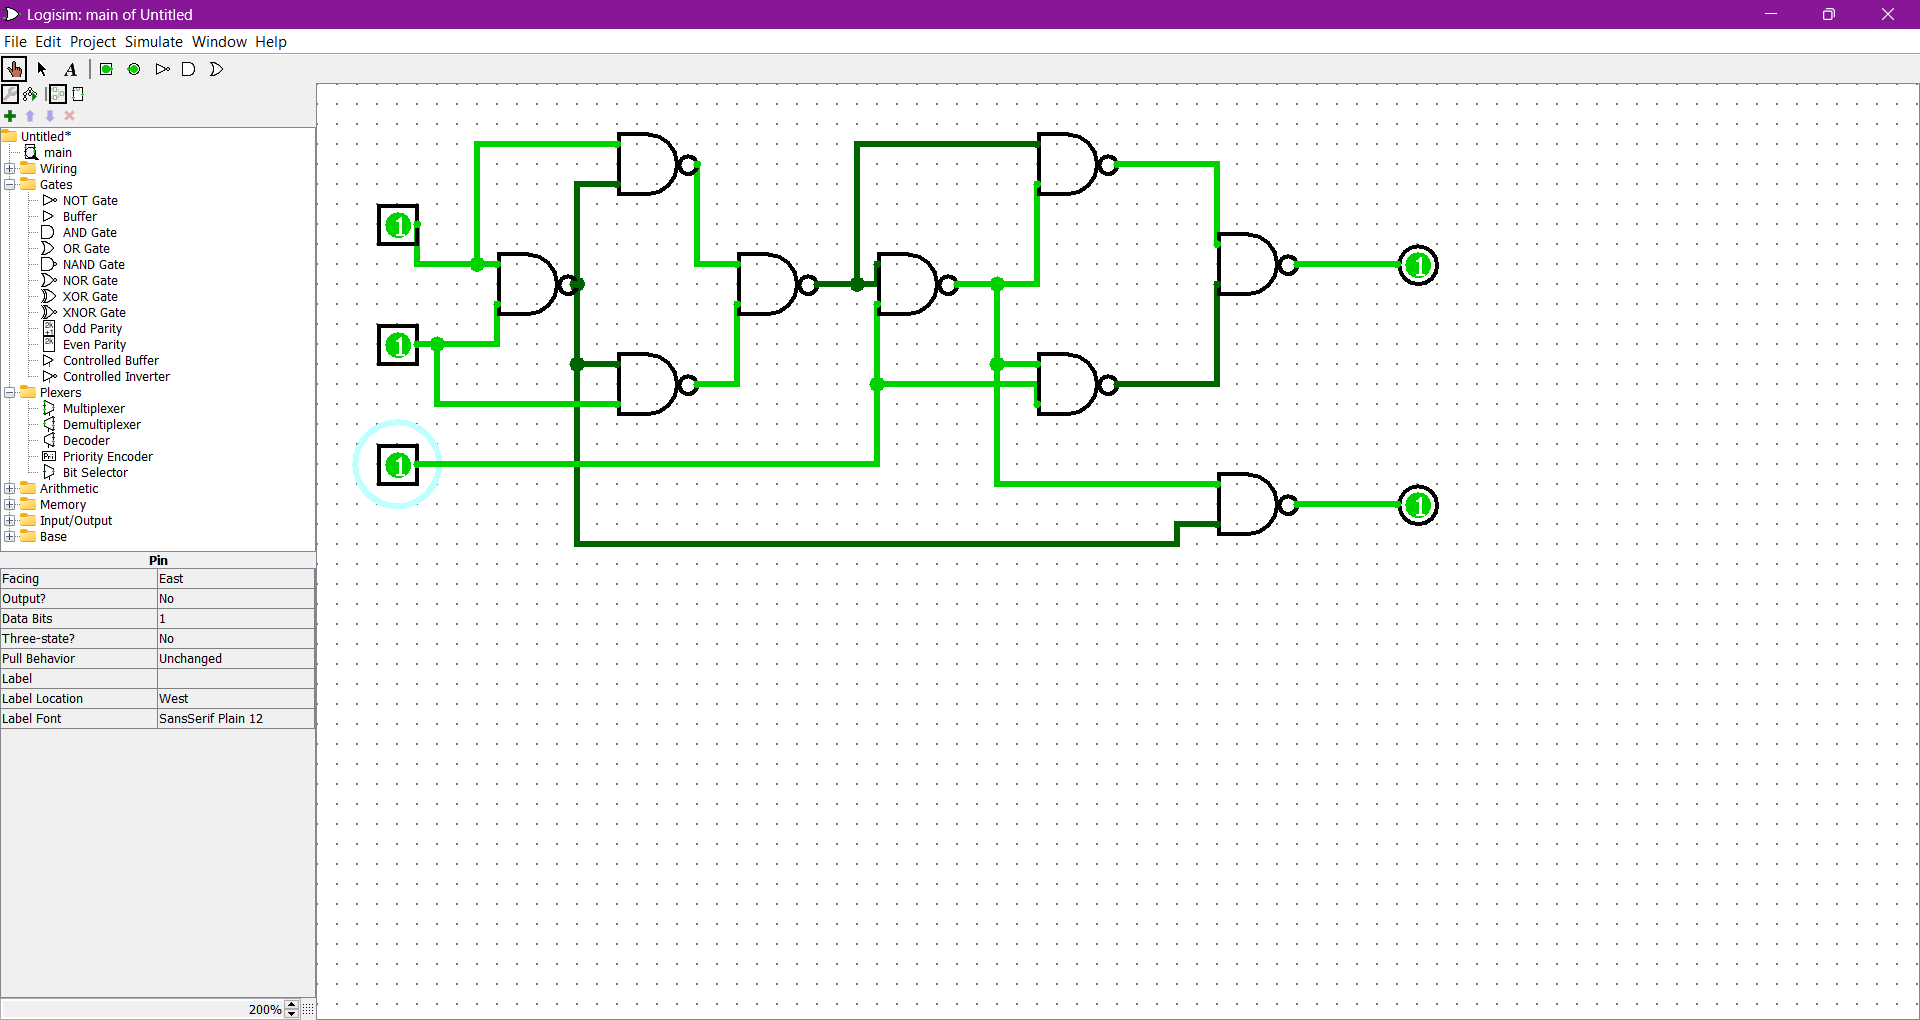 Logisim: main of Untitled
File Edit Project Simulate Window Help
A
Untitled*
main
Wiring
Gates
NOT Gate
Buffer
AND Gate
OR Gate
NAND Gate
NOR Gate
XOR Gate
XNOR Gate
Odd Parity
Even Parity
Controlled Buffer
Controlled Inverter
Plexers
Multiplexer
Demultiplexer
Decoder
Pri Priority Encoder
Bit Selector
Arithmetic
Memory
Input/Output
Base
Pin
Facing East
Output? No
Data Bits 1
Three-state? No
Pull Behavior Unchanged
Label
Label Location West
Label Font SansSerif Plain 12
200%
1
1
1
1
1